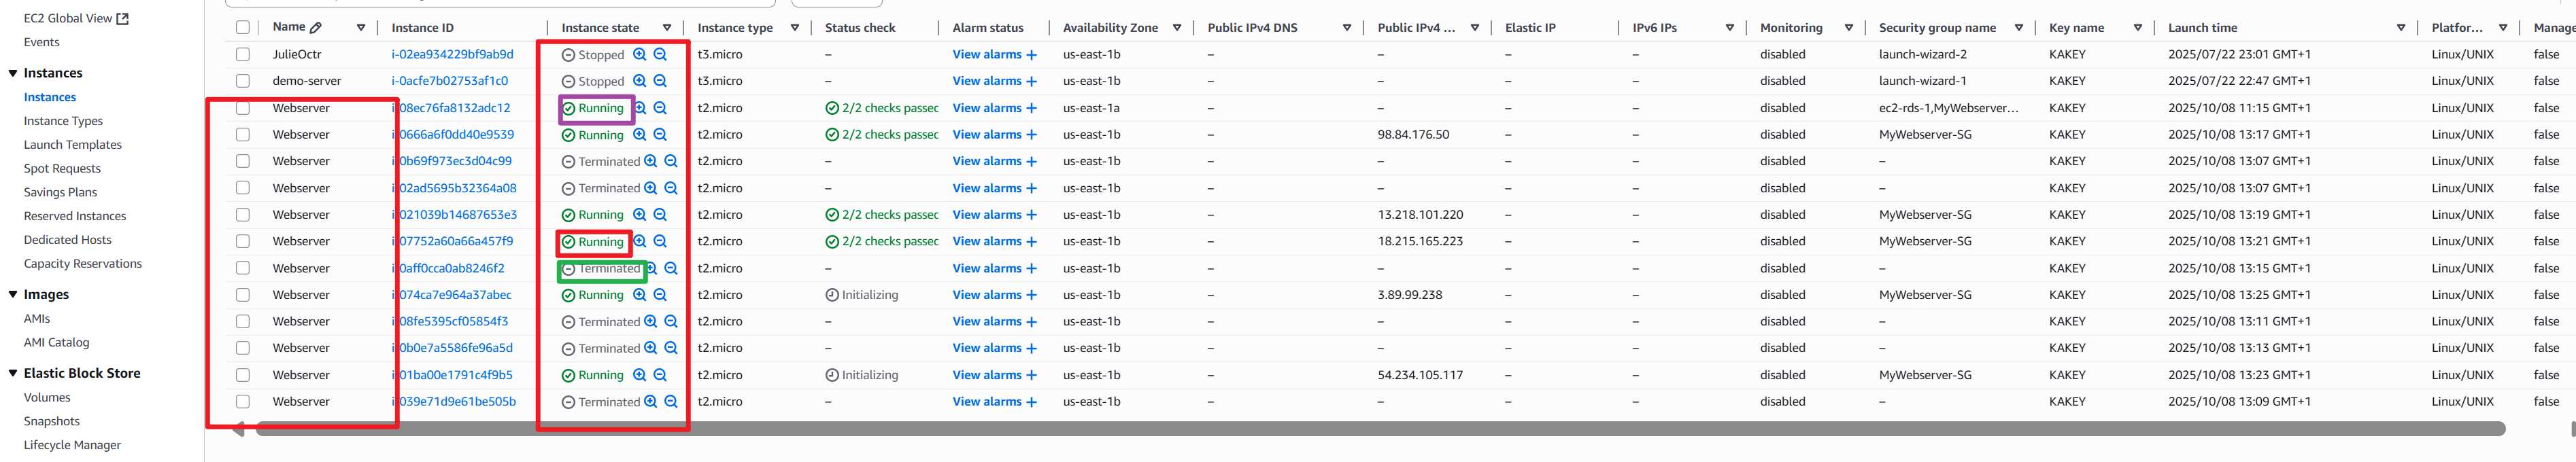 EC2 Global View
Events
Instances
Instances
Instance Types
Launch Templates
Spot Requests
Savings Plans
Reserved Instances
Dedicated Hosts
Capacity Reservations
Images
AMIs
AMI Catalog
Elastic Block Store
Volumes
Snapshots
Lifecycle Manager
Name Instance ID Instance state Instance type Status check Alarm status Availability Zone Public IPv4 DNS Public IPv4 ... Elastic IP IPv6 IPs Monitoring Security group name Key name Launch time Platfor... Manage
JulieOctr i-02ea934229bf9ab9d Stopped t3.micro – View alarms + us-east-1b – – – – disabled launch-wizard-2 KAKEY 2025/07/22 23:01 GMT+1 Linux/UNIX false
demo-server i-0acfe7b02753af1c0 Stopped t3.micro – View alarms + us-east-1b – – – – disabled launch-wizard-1 KAKEY 2025/07/22 22:47 GMT+1 Linux/UNIX false
Webserver i-08ec76fa8132adc12 Running t2.micro 2/2 checks passec View alarms + us-east-1a – – – – disabled ec2-rds-1,MyWebserver... KAKEY 2025/10/08 11:15 GMT+1 Linux/UNIX false
Webserver i-0666a6f0dd40e9539 Running t2.micro 2/2 checks passec View alarms + us-east-1b – 98.84.176.50 – – disabled MyWebserver-SG KAKEY 2025/10/08 13:17 GMT+1 Linux/UNIX false
Webserver i-0b69f973ec3d04c99 Terminated t2.micro – View alarms + us-east-1b – – – – disabled – KAKEY 2025/10/08 13:07 GMT+1 Linux/UNIX false
Webserver i-02ad5695b32364a08 Terminated t2.micro – View alarms + us-east-1b – – – – disabled – KAKEY 2025/10/08 13:07 GMT+1 Linux/UNIX false
Webserver i-021039b14687653e3 Running t2.micro 2/2 checks passec View alarms + us-east-1b – 13.218.101.220 – – disabled MyWebserver-SG KAKEY 2025/10/08 13:19 GMT+1 Linux/UNIX false
Webserver i-07752a60a66a457f9 Running t2.micro 2/2 checks passec View alarms + us-east-1b – 18.215.165.223 – – disabled MyWebserver-SG KAKEY 2025/10/08 13:21 GMT+1 Linux/UNIX false
Webserver i-0aff0cca0ab8246f2 Terminated t2.micro – View alarms + us-east-1b – – – – disabled – KAKEY 2025/10/08 13:15 GMT+1 Linux/UNIX false
Webserver i-074ca7e964a37abec Running t2.micro Initializing View alarms + us-east-1b – 3.89.99.238 – – disabled MyWebserver-SG KAKEY 2025/10/08 13:25 GMT+1 Linux/UNIX false
Webserver i-08fe5395cf05854f3 Terminated t2.micro – View alarms + us-east-1b – – – – disabled – KAKEY 2025/10/08 13:11 GMT+1 Linux/UNIX false
Webserver i-0b0e7a5586fe96a5d Terminated t2.micro – View alarms + us-east-1b – – – – disabled – KAKEY 2025/10/08 13:13 GMT+1 Linux/UNIX false
Webserver i-01ba00e1791c4f9b5 Running t2.micro Initializing View alarms + us-east-1b – 54.234.105.117 – – disabled MyWebserver-SG KAKEY 2025/10/08 13:23 GMT+1 Linux/UNIX false
Webserver i-039e71d9e61be505b Terminated t2.micro – View alarms + us-east-1b – – – – disabled – KAKEY 2025/10/08 13:09 GMT+1 Linux/UNIX false